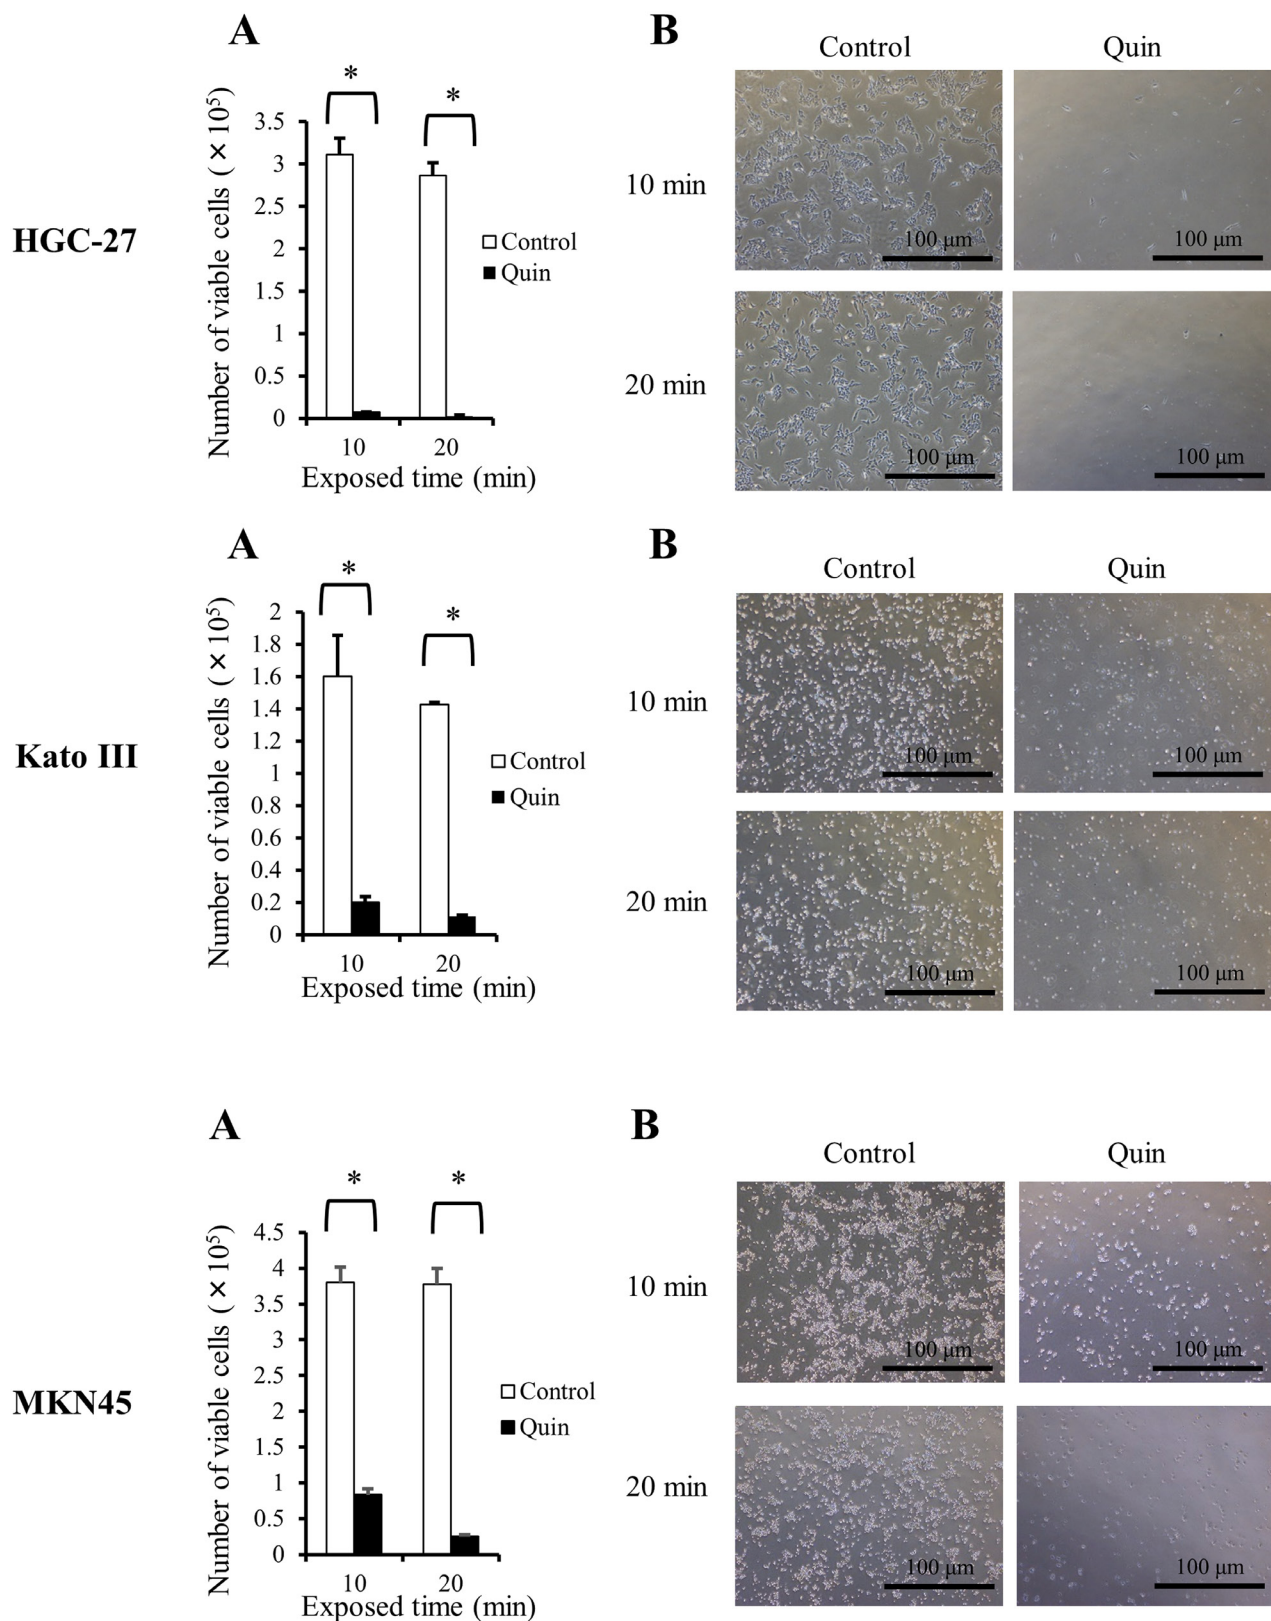 A
B
Control
Quin
*
*
Number of viable cells (×10⁵)
3.5
3
2.5
2
1.5
1
0.5
0
10
20
Exposed time (min)
Control
Quin
HGC-27
10 min
100 μm
100 μm
20 min
100 μm
100 μm
A
B
Control
Quin
*
*
Number of viable cells (×10⁵)
2
1.8
1.6
1.4
1.2
1
0.8
0.6
0.4
0.2
0
10
20
Exposed time (min)
Control
Quin
Kato III
10 min
100 μm
100 μm
20 min
100 μm
100 μm
A
B
Control
Quin
*
*
Number of viable cells (×10⁵)
4.5
4
3.5
3
2.5
2
1.5
1
0.5
0
10
20
Exposed time (min)
Control
Quin
MKN45
10 min
100 μm
100 μm
20 min
100 μm
100 μm